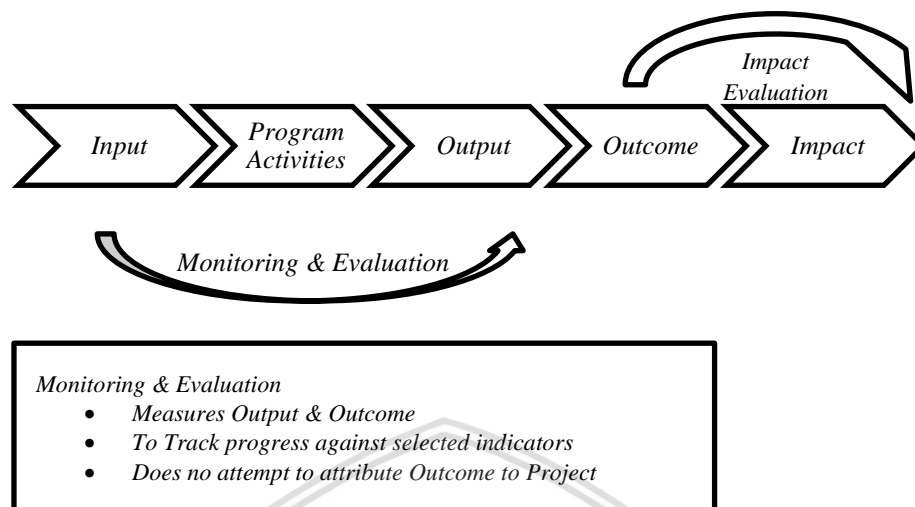 Impact
Evaluation
Input
Program
Activities
Output
Outcome
Impact
Monitoring & Evaluation
Monitoring & Evaluation
• Measures Output & Outcome
• To Track progress against selected indicators
• Does no attempt to attribute Outcome to Project